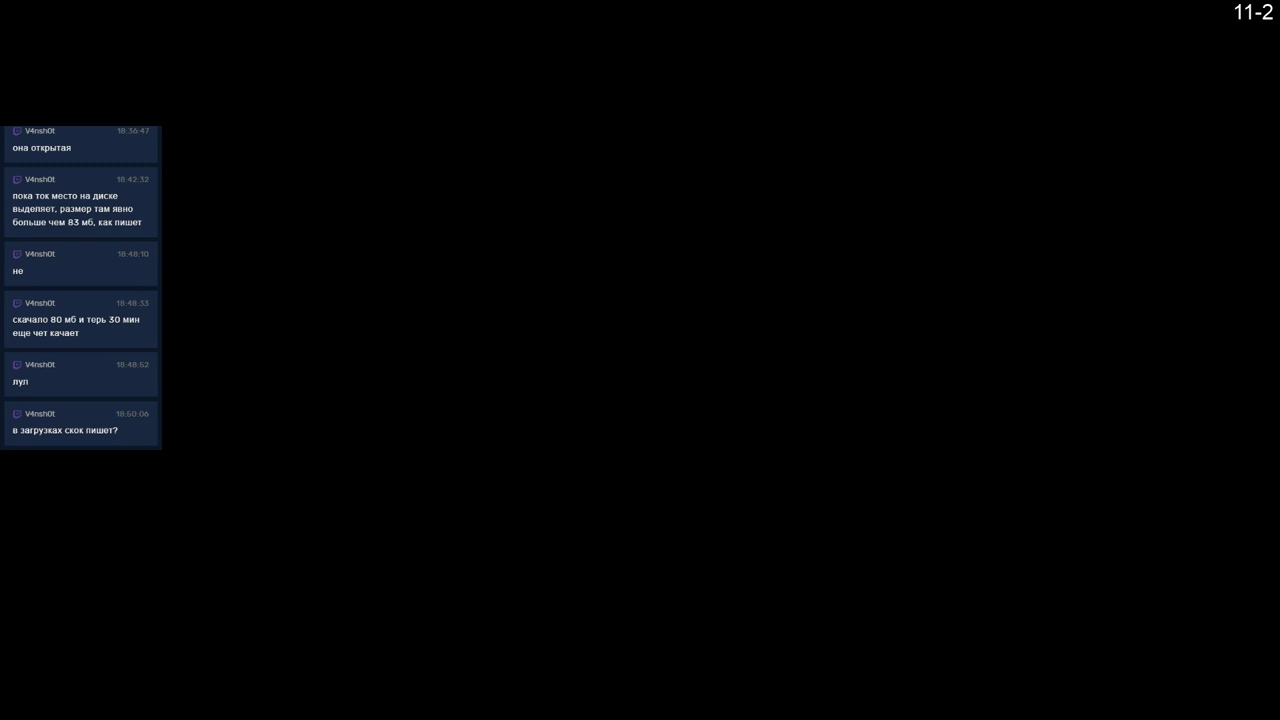 11-2
V4nsh0t 18:36:47
она открытая
V4nsh0t 18:42:32
пока ток место на диске
выделяет, размер там явно
больше чем 83 мб, как пишет
V4nsh0t 18:48:10
не
V4nsh0t 18:48:33
скачало 80 мб и терь 30 мин
еще чет качает
V4nsh0t 18:48:52
лул
V4nsh0t 18:50:06
в загрузках скок пишет?